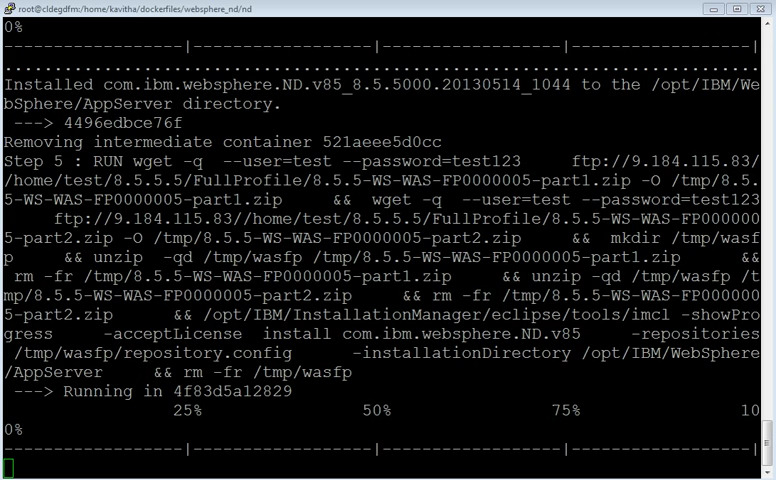 root@cldegdfm:/home/kavitha/dockerfiles/websphere_nd/nd
0%
------------------|------------------|------------------|------------------|
............................................................................
Installed com.ibm.websphere.ND.v85_8.5.5000.20130514_1044 to the /opt/IBM/We
bSphere/AppServer directory.
 ---> 4496edbce76f
Removing intermediate container 521aeee5d0cc
Step 5 : RUN wget -q  --user=test --password=test123     ftp://9.184.115.83/
/home/test/8.5.5.5/FullProfile/8.5.5-WS-WAS-FP0000005-part1.zip -O /tmp/8.5.
5-WS-WAS-FP0000005-part1.zip     &&  wget -q  --user=test --password=test123
     ftp://9.184.115.83//home/test/8.5.5.5/FullProfile/8.5.5-WS-WAS-FP000000
5-part2.zip -O /tmp/8.5.5-WS-WAS-FP0000005-part2.zip     &&  mkdir /tmp/wasf
p     && unzip  -qd /tmp/wasfp /tmp/8.5.5-WS-WAS-FP0000005-part1.zip      &&
 rm -fr /tmp/8.5.5-WS-WAS-FP0000005-part1.zip     && unzip -qd /tmp/wasfp /t
mp/8.5.5-WS-WAS-FP0000005-part2.zip     && rm -fr /tmp/8.5.5-WS-WAS-FP000000
5-part2.zip     && /opt/IBM/InstallationManager/eclipse/tools/imcl -showPro
gress  -acceptLicense  install com.ibm.websphere.ND.v85     -repositories
 /tmp/wasfp/repository.config      -installationDirectory /opt/IBM/WebSphere
/AppServer     && rm -fr /tmp/wasfp
 ---> Running in 4f83d5a12829
                 25%                50%                75%                10
0%
------------------|------------------|------------------|------------------|